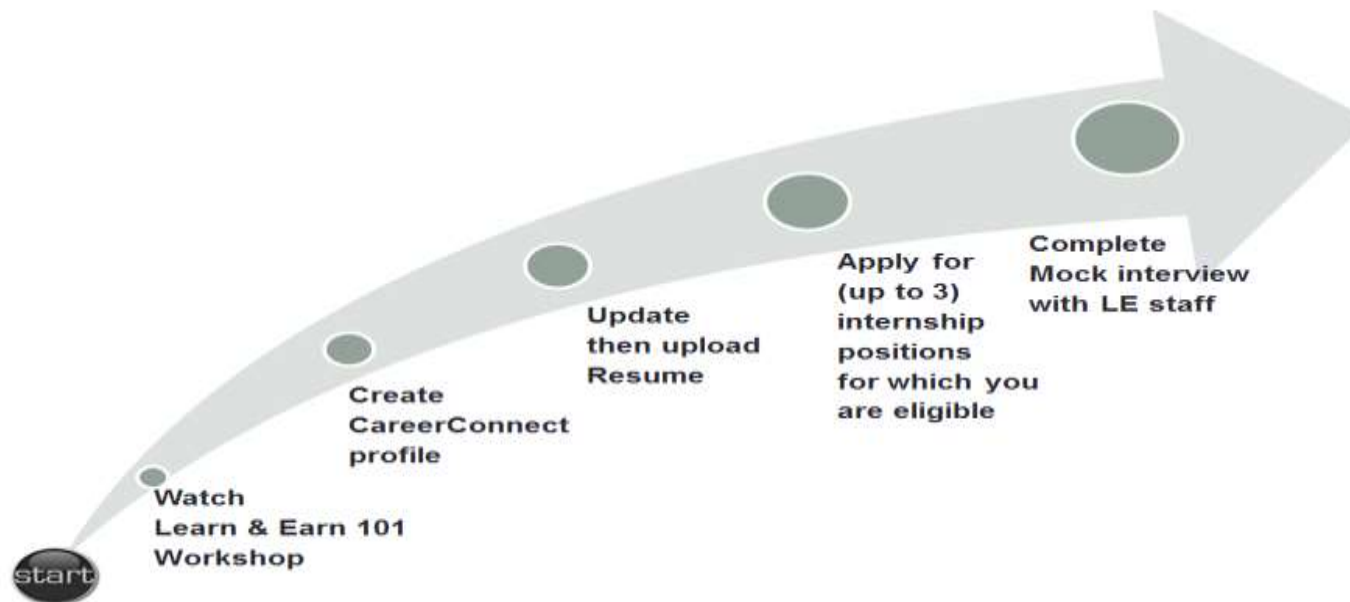 start
Watch
Learn & Earn 101
Workshop
Create
CareerConnect
profile
Update
then upload
Resume
Apply for
(up to 3)
internship
positions
for which you
are eligible
Complete
Mock interview
with LE staff